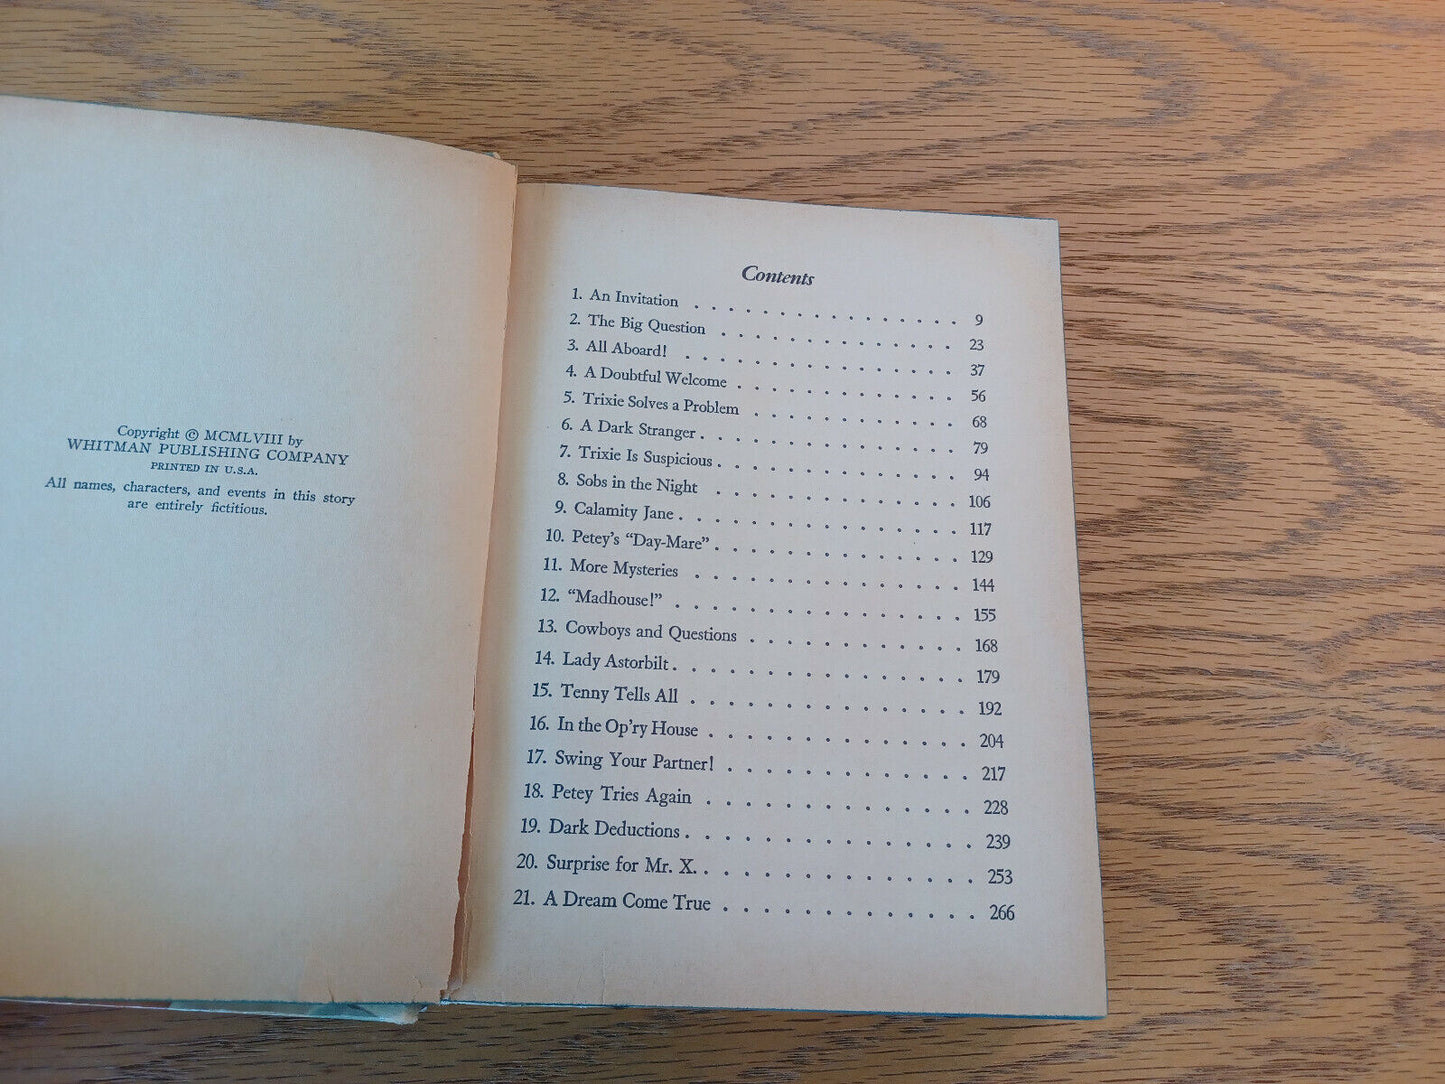 Copyright © MCMLVIII by
WHITMAN PUBLISHING COMPANY
PRINTED IN U.S.A.
All names, characters, and events in this story
are entirely fictitious.
Contents
1. An Invitation . . . . . . . . . . . . . . . 9
2. The Big Question . . . . . . . . . . . . . 23
3. All Aboard! . . . . . . . . . . . . . . . 37
4. A Doubtful Welcome . . . . . . . . . . . . 56
5. Trixie Solves a Problem . . . . . . . . . . . 68
6. A Dark Stranger . . . . . . . . . . . . . . 79
7. Trixie Is Suspicious . . . . . . . . . . . . . 94
8. Sobs in the Night . . . . . . . . . . . . . 106
9. Calamity Jane . . . . . . . . . . . . . . . 117
10. Petey's "Day-Mare" . . . . . . . . . . . . . 129
11. More Mysteries . . . . . . . . . . . . . . 144
12. "Madhouse!" . . . . . . . . . . . . . . . 155
13. Cowboys and Questions . . . . . . . . . . . 168
14. Lady Astorbilt . . . . . . . . . . . . . . . 179
15. Tenny Tells All . . . . . . . . . . . . . . 192
16. In the Op'ry House . . . . . . . . . . . . . 204
17. Swing Your Partner! . . . . . . . . . . . . 217
18. Petey Tries Again . . . . . . . . . . . . . 228
19. Dark Deductions . . . . . . . . . . . . . . 239
20. Surprise for Mr. X. . . . . . . . . . . . . . 253
21. A Dream Come True . . . . . . . . . . . . 266